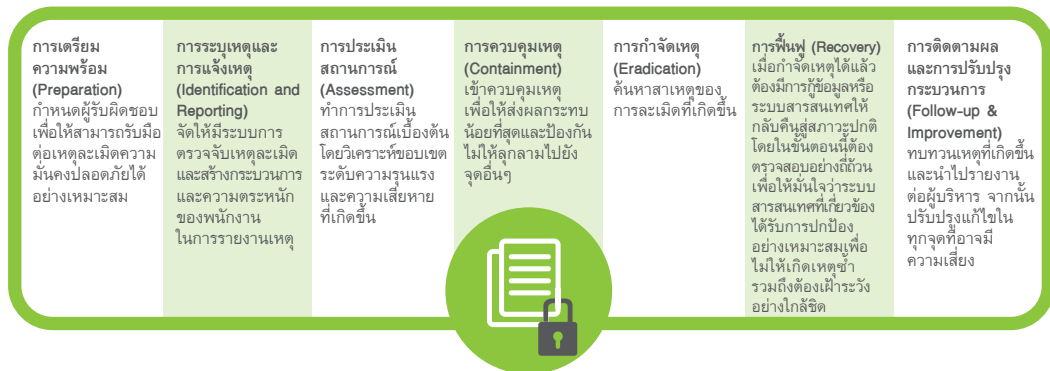 การเตรียม
ความพร้อม
(Preparation)
กำหนดผู้รับผิดชอบ
เพื่อให้สามารถรับมือ
ต่อเหตุละเมิดความ
มั่นคงปลอดภัยได้
อย่างเหมาะสม
การระบุเหตุและ
การแจ้งเหตุ
(Identification and
Reporting)
จัดให้มีระบบการ
ตรวจจับเหตุละเมิด
และสร้างกระบวนการ
และความตระหนัก
ของพนักงาน
ในการรายงานเหตุ
การประเมิน
สถานการณ์
(Assessment)
ทำการประเมิน
สถานการณ์เบื้องต้น
โดยวิเคราะห์ขอบเขต
ระดับความรุนแรง
และความเสียหาย
ที่เกิดขึ้น
การควบคุมเหตุ
(Containment)
เข้าควบคุมเหตุ
เพื่อให้ส่งผลกระทบ
น้อยที่สุดและป้องกัน
ไม่ให้ลุกลามไปยัง
จุดอื่นๆ
การกำจัดเหตุ
(Eradication)
ค้นหาสาเหตุของ
การละเมิดที่เกิดขึ้น
การฟื้นฟู (Recovery)
เมื่อกำจัดเหตุได้แล้ว
ต้องมีการกู้ข้อมูลหรือ
ระบบสารสนเทศให้
กลับคืนสู่สภาวะปกติ
โดยในขั้นตอนนี้ต้อง
ตรวจสอบอย่างถี่ถ้วน
เพื่อให้มั่นใจว่าระบบ
สารสนเทศที่เกี่ยวข้อง
ได้รับการปกป้อง
อย่างเหมาะสมเพื่อ
ไม่ให้เกิดเหตุซ้ำ
รวมถึงต้องเฝ้าระวัง
อย่างใกล้ชิด
การติดตามผล
และการปรับปรุง
กระบวนการ
(Follow-up &
Improvement)
ทบทวนเหตุที่เกิดขึ้น
และนำไปรายงาน
ต่อผู้บริหาร จากนั้น
ปรับปรุงแก้ไขใน
ทุกจุดที่อาจมี
ความเสี่ยง